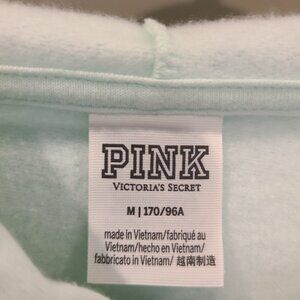 PINK
VICTORIA'S SECRET
M | 170/96A
made in Vietnam/fabriqué au
Vietnam/hecho en Vietnam/
fabbricato in Vietnam/ 越南制造